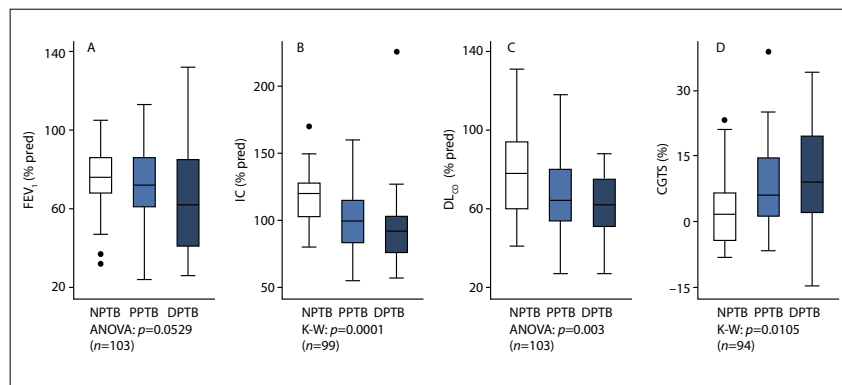 A
140
100
60
20
FEV₁ (% pred)
NPTB PPTB DPTB
ANOVA: p=0.0529
(n=103)
B
200
150
100
50
IC (% pred)
NPTB PPTB DPTB
K-W: p=0.0001
(n=99)
C
140
100
60
20
DLCO (% pred)
NPTB PPTB DPTB
ANOVA: p=0.003
(n=103)
D
30
15
0
−15
CGTS (%)
NPTB PPTB DPTB
K-W: p=0.0105
(n=94)